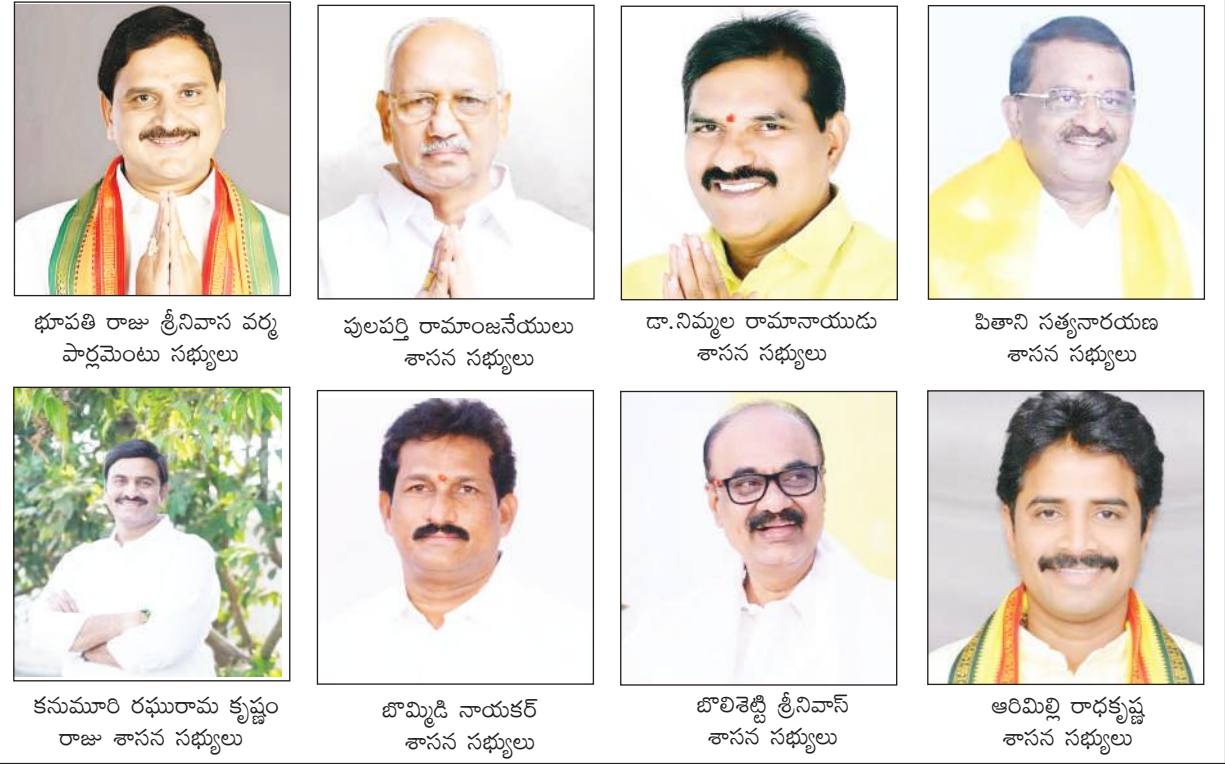 భూపతి రాజు శ్రీనివాస వర్మ
పార్లమెంటు సభ్యులు
పులపర్తి రామాంజనేయులు
శాసన సభ్యులు
డా.నిమ్మల రామానాయుడు
శాసన సభ్యులు
పితాని సత్యనారయణ
శాసన సభ్యులు
కనుమూరి రఘురామ కృష్ణం
రాజు శాసన సభ్యులు
బొమ్మిడి నాయకర్
శాసన సభ్యులు
బొలిశెట్టి శ్రీనివాస్
శాసన సభ్యులు
ఆరిమిల్లి రాధకృష్ణ
శాసన సభ్యులు